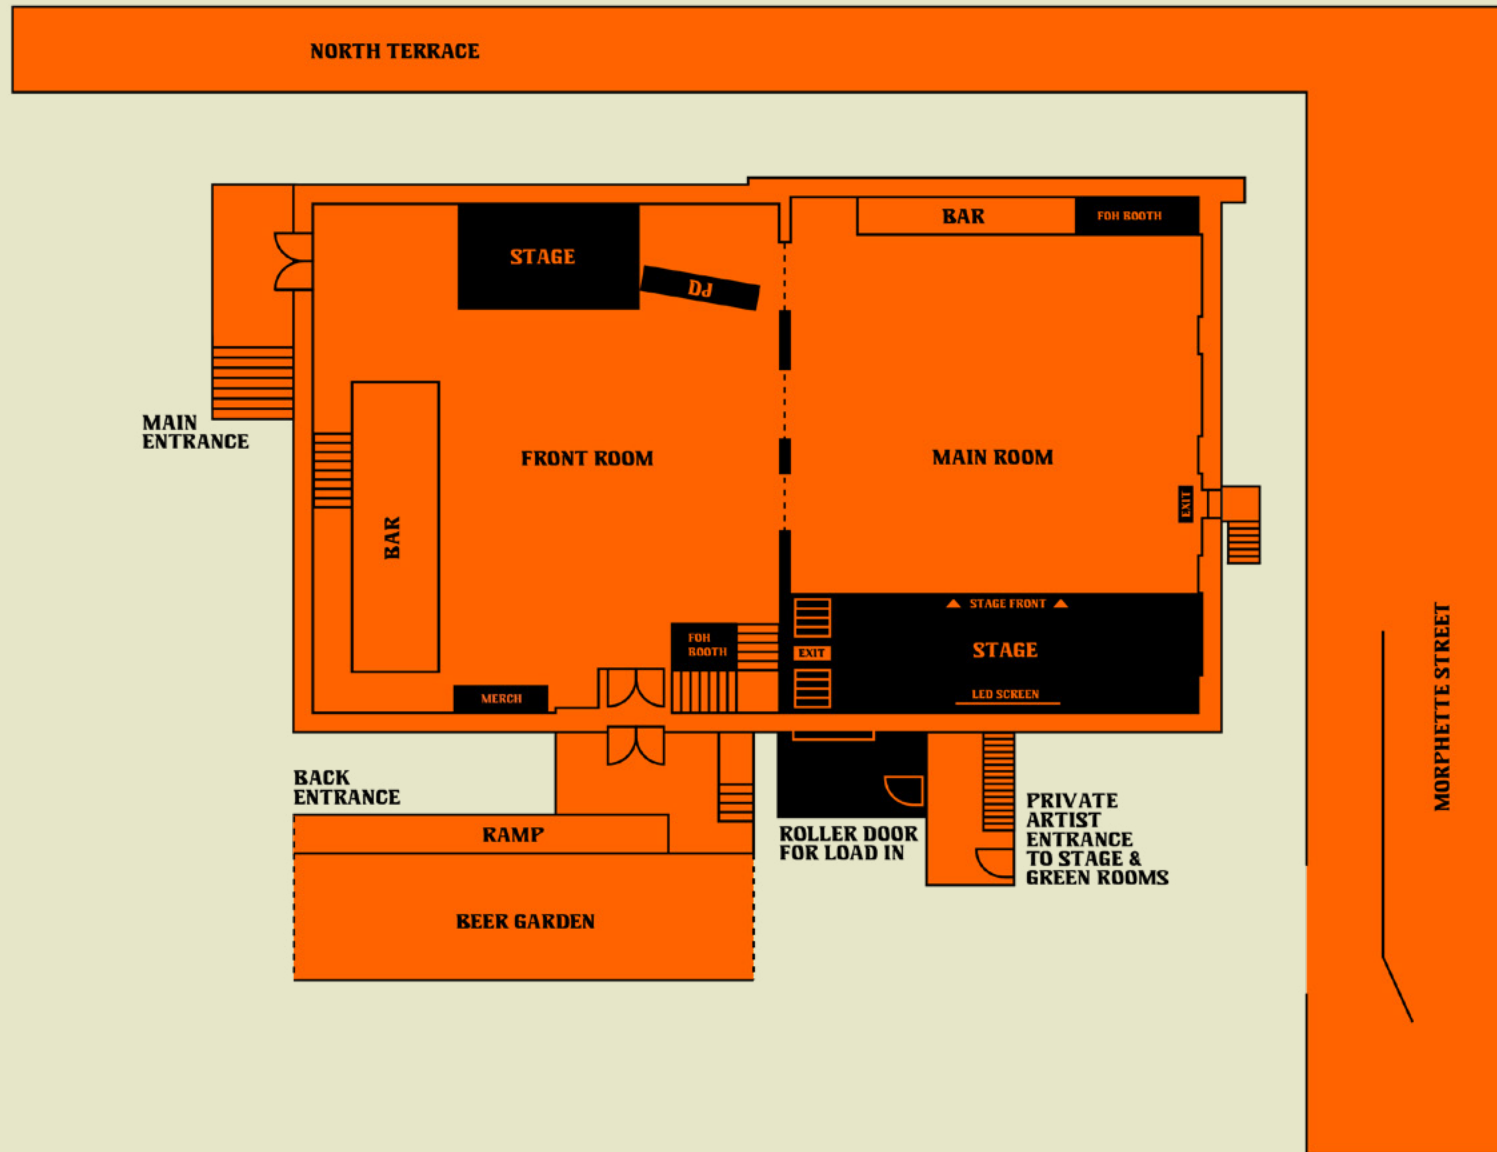 NORTH TERRACE
BAR
FOH BOOTH
STAGE
DJ
MAIN
ENTRANCE
FRONT ROOM
MAIN ROOM
EXIT
BAR
STAGE FRONT
FOH
BOOTH
EXIT
STAGE
LED SCREEN
MERCH
MORPHETTE STREET
BACK
ENTRANCE
RAMP
ROLLER DOOR
FOR LOAD IN
PRIVATE
ARTIST
ENTRANCE
TO STAGE &
GREEN ROOMS
BEER GARDEN